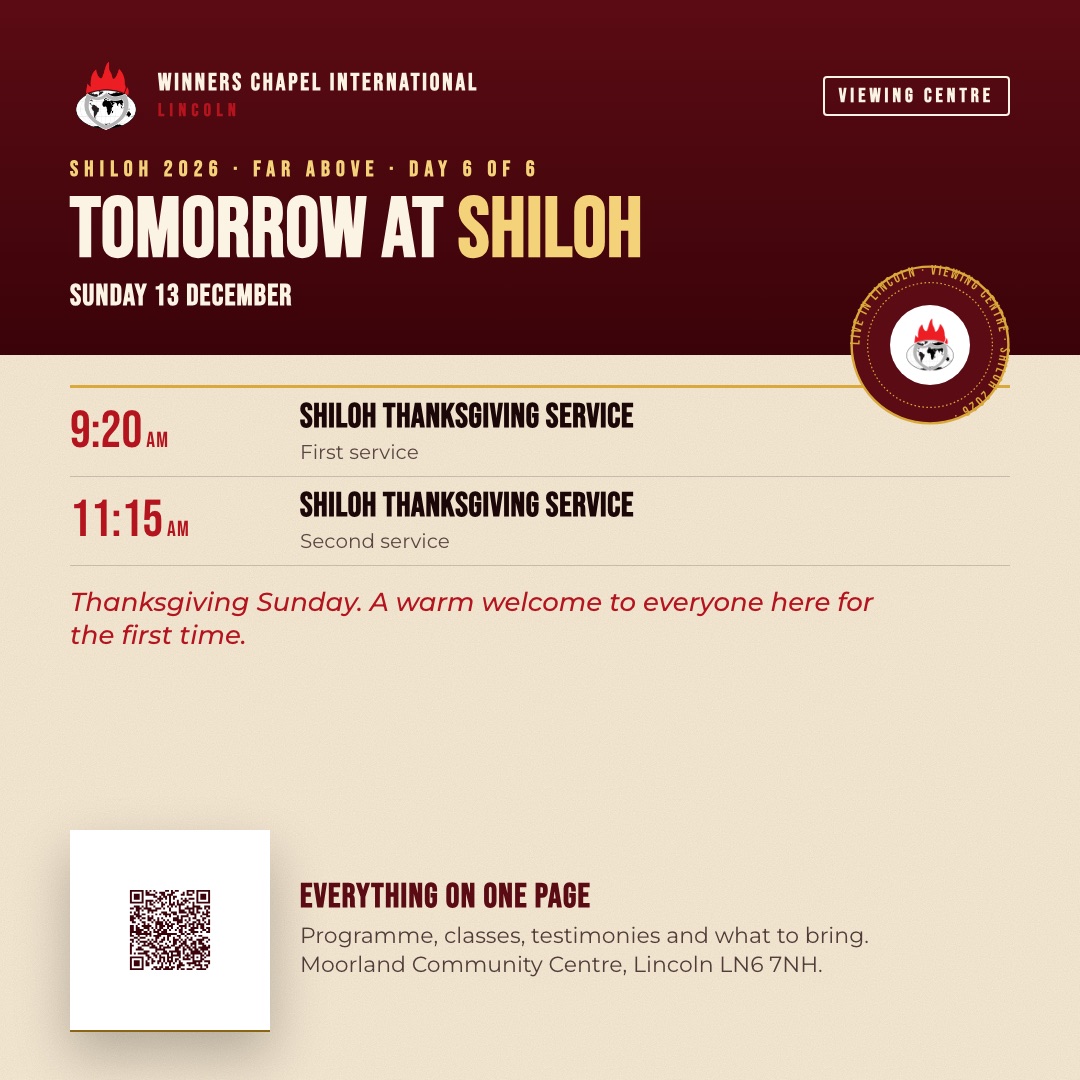 WINNERS CHAPEL INTERNATIONAL
LINCOLN
VIEWING CENTRE
SHILOH 2026 · FAR ABOVE · DAY 6 OF 6
TOMORROW AT SHILOH
SUNDAY 13 DECEMBER
LIVE IN LINCOLN · VIEWING CENTRE · SHILOH 2026 ·
9:20 AM
SHILOH THANKSGIVING SERVICE
First service
11:15 AM
SHILOH THANKSGIVING SERVICE
Second service
Thanksgiving Sunday. A warm welcome to everyone here for
the first time.
EVERYTHING ON ONE PAGE
Programme, classes, testimonies and what to bring.
Moorland Community Centre, Lincoln LN6 7NH.